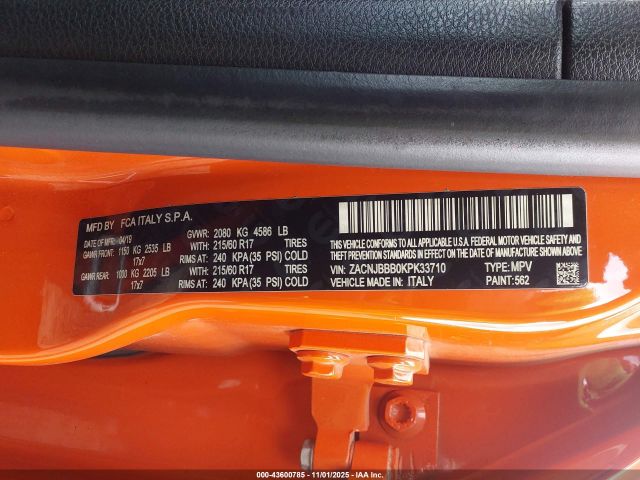 MFD BY FCA ITALY S.P.A.
DATE OF MFR: 04/19 GVWR: 2080 KG 4586 LB
GAWR FRONT: 1150 KG 2535 LB WITH: 215/60 R17 TIRES
17x7 RIMS AT: 240 KPA (35 PSI) COLD
GAWR REAR: 1000 KG 2205 LB WITH: 215/60 R17 TIRES
17x7 RIMS AT: 240 KPA (35 PSI) COLD
THIS VEHICLE CONFORMS TO ALL APPLICABLE U.S. FEDERAL MOTOR
VEHICLE SAFETY, BUMPER, AND THEFT PREVENTION STANDARDS
IN EFFECT ON THE DATE OF MANUFACTURE SHOWN ABOVE.
VIN: ZACNJBBB0KPK33710 TYPE: MPV
VEHICLE MADE IN: ITALY PAINT: 562
000-43600785 - 11/01/2025 - IAA Inc.